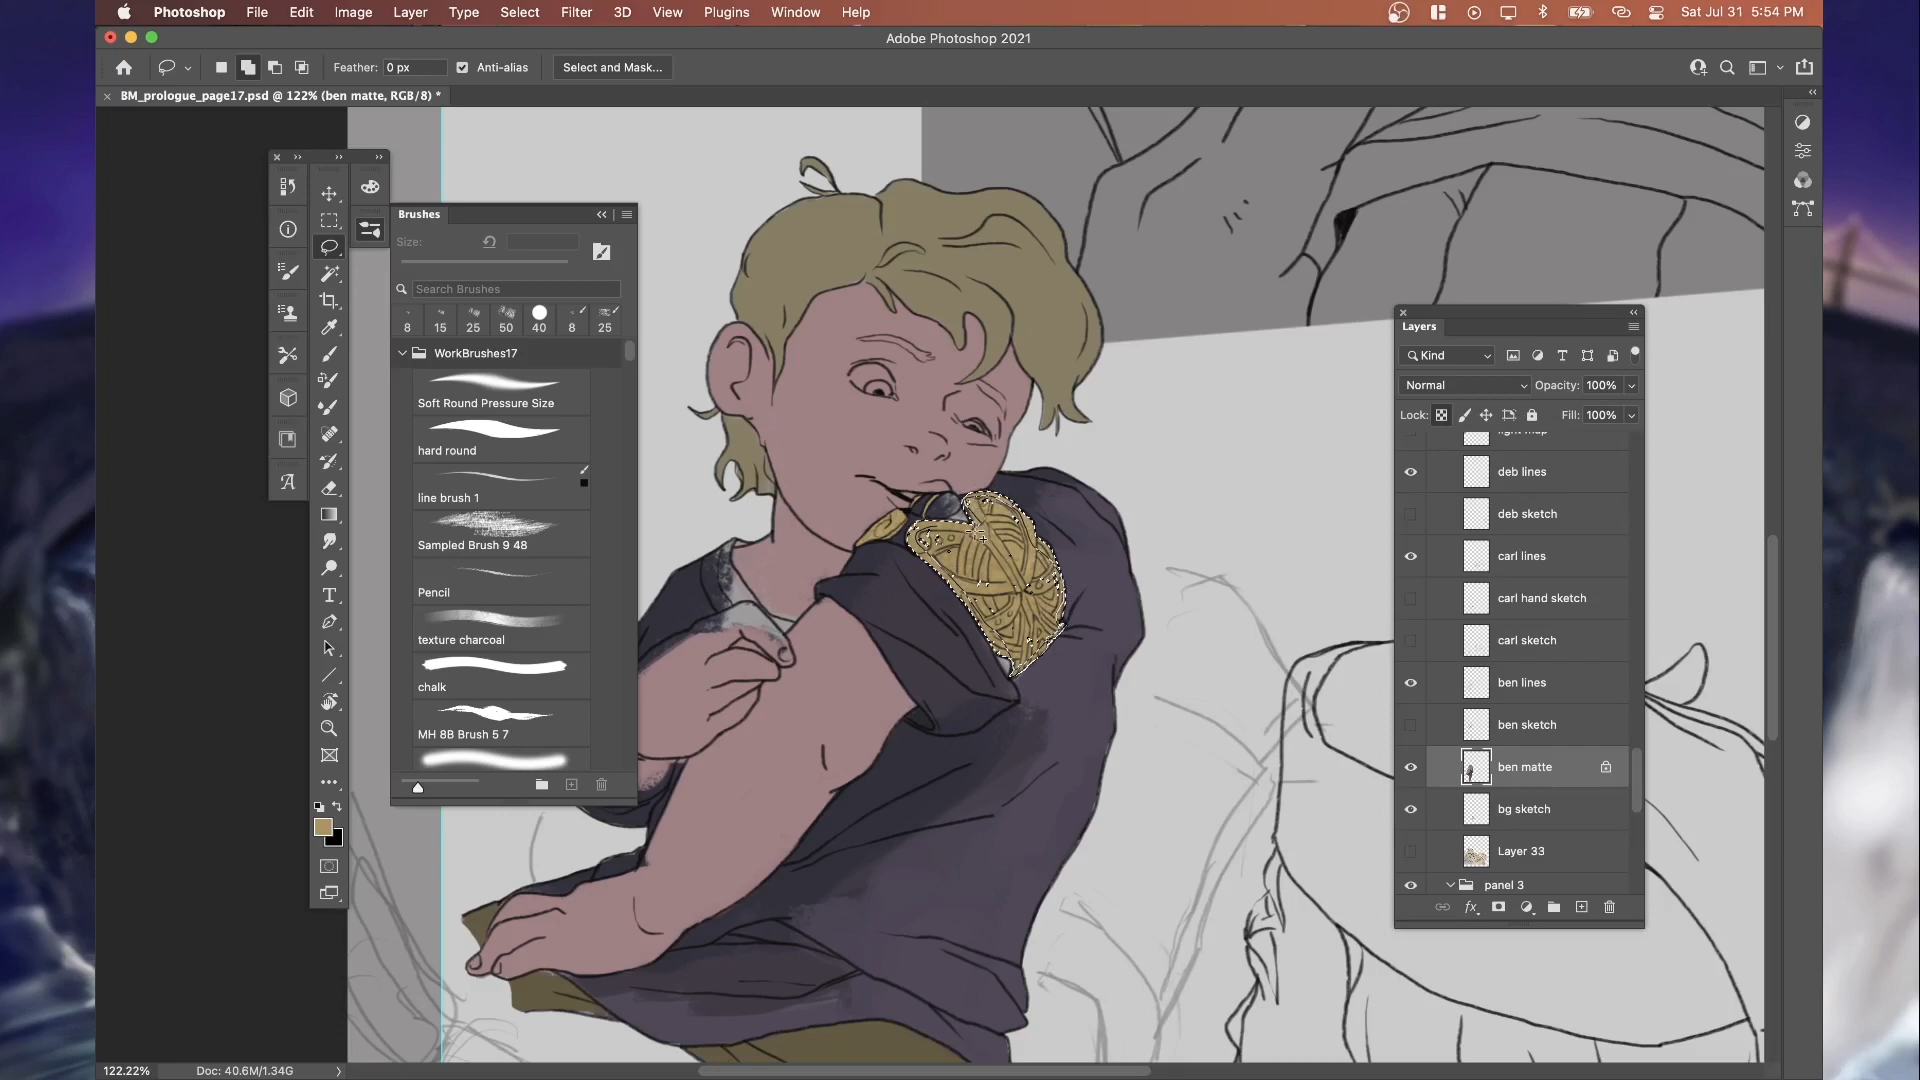 Photoshop File Edit Image Layer Type Select Filter 3D View Plugins Window Help Sat Jul 31 5:54 PM
Adobe Photoshop 2021
Feather: 0 px Anti-alias Select and Mask...
BM_prologue_page17.psd @ 122% (ben matte, RGB/8) *
Brushes
Size:
Search Brushes
8 15 25 50 40 8 25
WorkBrushes17
Soft Round Pressure Size
hard round
line brush 1
Sampled Brush 9 48
Pencil
texture charcoal
chalk
MH 8B Brush 5 7
Layers
Kind
Normal Opacity: 100%
Lock: Fill: 100%
light map
deb lines
deb sketch
carl lines
carl hand sketch
carl sketch
ben lines
ben sketch
ben matte
bg sketch
Layer 33
panel 3
fx
122.22% Doc: 40.6M/1.34G